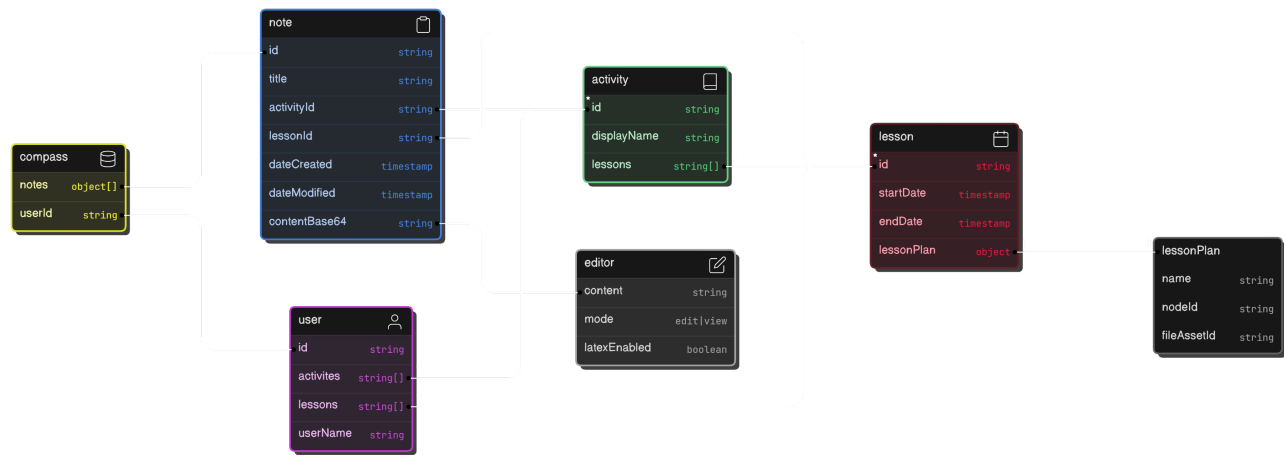 compass
notes object[]
userId string
note
id string
title string
activityId string
lessonId string
dateCreated timestamp
dateModified timestamp
contentBase64 string
user
id string
activites string[]
lessons string[]
userName string
activity
* id string
displayName string
lessons string[]
editor
content string
mode edit|view
latexEnabled boolean
lesson
* id string
startDate timestamp
endDate timestamp
lessonPlan object
lessonPlan
name string
nodeId string
fileAssetId string